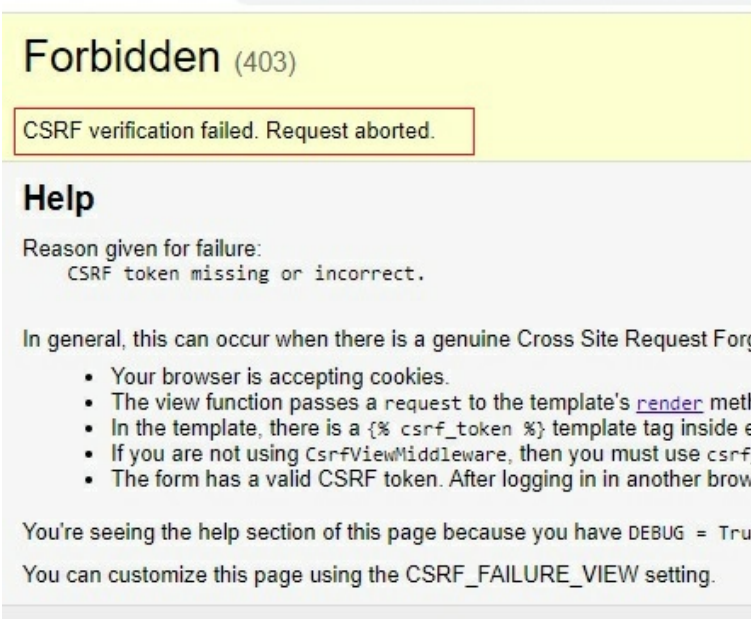 Forbidden (403)
CSRF verification failed. Request aborted.
Help
Reason given for failure:
CSRF token missing or incorrect.
In general, this can occur when there is a genuine Cross Site Request
• Your browser is accepting cookies.
• The view function passes a request to the template's render
• In the template, there is a {% csrf_token %} template tag inside
• If you are not using CsrfViewMiddleware, then you must use
• The form has a valid CSRF token. After logging in in another
You're seeing the help section of this page because you have DEBUG =
You can customize this page using the CSRF_FAILURE_VIEW setting.